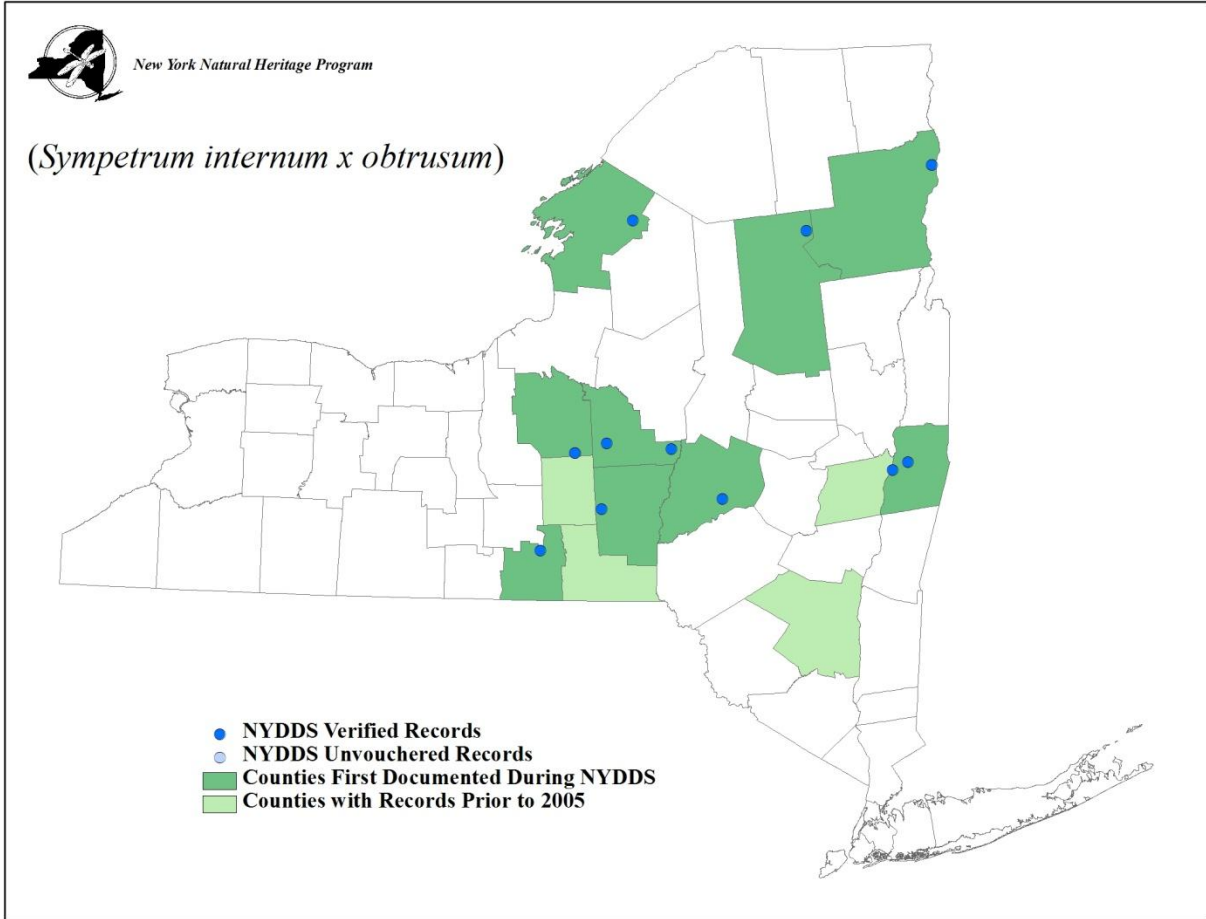 New York Natural Heritage Program
(Sympetrum internum x obtrusum)
NYDDS Verified Records
NYDDS Unvouchered Records
Counties First Documented During NYDDS
Counties with Records Prior to 2005